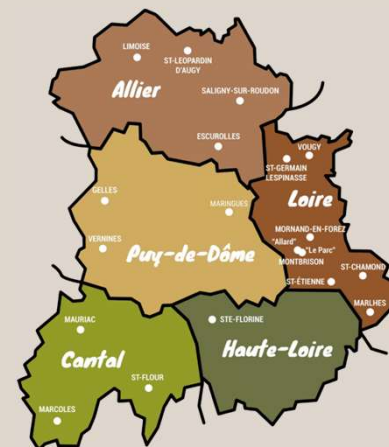 LIMOISE
ST-LEOPARDIN
D'AUGY
Allier
SALIGNY-SUR-ROUDON
ESCUROLLES
VOUGY
ST-GERMAIN
LESPINASSE
Loire
GELLES
MARINGUES
MORNAND-EN-FOREZ
"Allard"
"Le Parc"
MONTBRISON
VERNINES
Puy-de-Dôme
ST-CHAMOND
ST-ÉTIENNE
MARLHES
MAURIAC
STE-FLORINE
Cantal
Haute-Loire
ST-FLOUR
MARCOLES